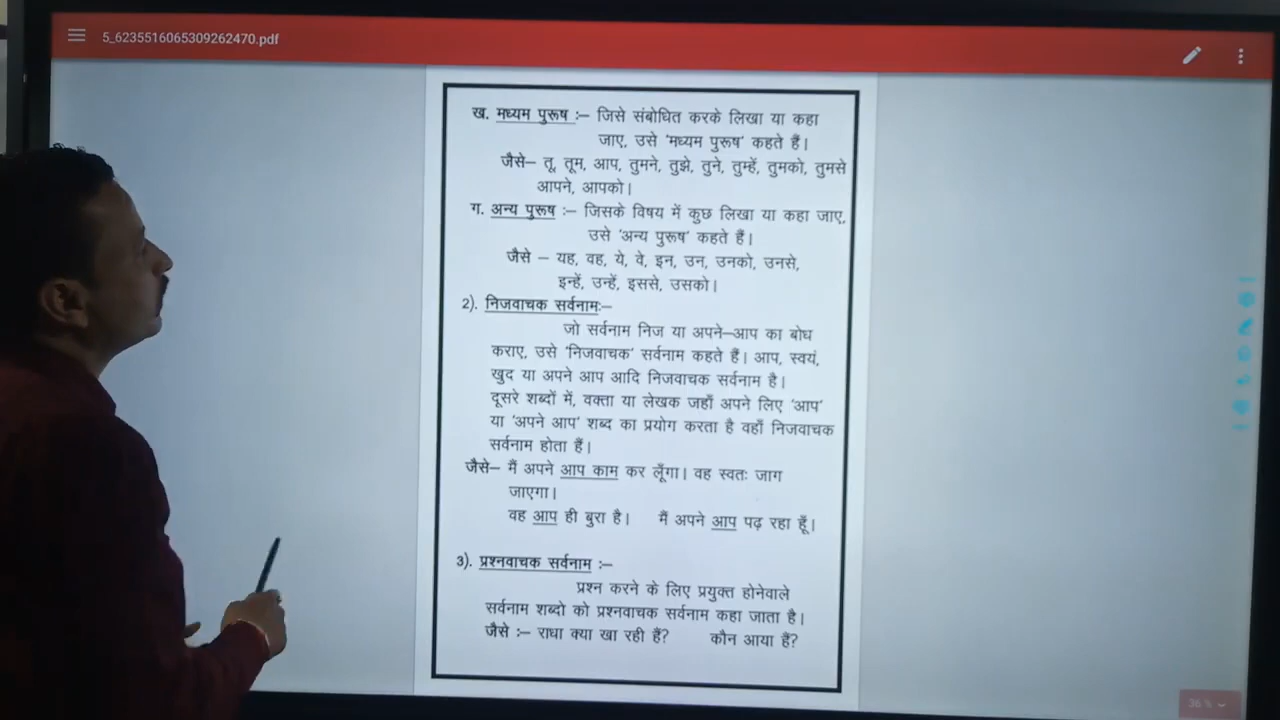 5_6235516065309262470.pdf
ख. मध्यम पुरूष :– जिसे संबोधित करके लिखा या कहा
जाए, उसे 'मध्यम पुरूष' कहते हैं।
जैसे– तू, तूम, आप, तुमने, तुझे, तुने, तुम्हें, तुमको, तुमसे
आपने, आपको।
ग. अन्य पुरूष :– जिसके विषय में कुछ लिखा या कहा जाए,
उसे 'अन्य पुरूष' कहते हैं।
जैसे – यह, वह, ये, वे, इन, उन, उनको, उनसे,
इन्हें, उन्हें, इससे, उसको।
2). निजवाचक सर्वनामः–
जो सर्वनाम निज या अपने–आप का बोध
कराए, उसे 'निजवाचक' सर्वनाम कहते हैं। आप, स्वयं,
खुद या अपने आप आदि निजवाचक सर्वनाम है।
दूसरे शब्दों में, वक्ता या लेखक जहाँ अपने लिए 'आप'
या 'अपने आप' शब्द का प्रयोग करता है वहाँ निजवाचक
सर्वनाम होता हैं।
जैसे– मैं अपने आप काम कर लूँगा। वह स्वतः जाग
जाएगा।
वह आप ही बुरा है। मैं अपने आप पढ़ रहा हूँ।
3). प्रश्नवाचक सर्वनाम :–
प्रश्न करने के लिए प्रयुक्त होनेवाले
सर्वनाम शब्दो को प्रश्नवाचक सर्वनाम कहा जाता है।
जैसे :– राधा क्या खा रही हैं? कौन आया हैं?
36 %